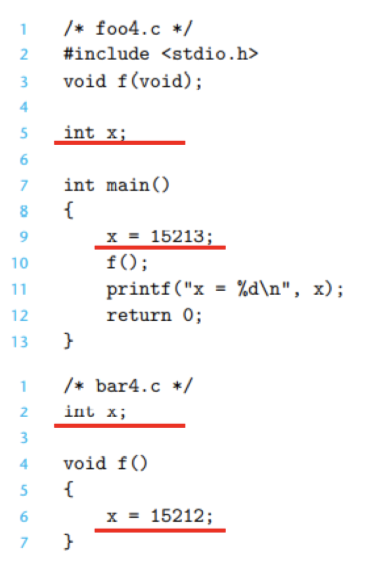 1 /* foo4.c */
2 #include <stdio.h>
3 void f(void);
4
5 int x;
6
7 int main()
8 {
9 x = 15213;
10 f();
11 printf("x = %d\n", x);
12 return 0;
13 }
1 /* bar4.c */
2 int x;
3
4 void f()
5 {
6 x = 15212;
7 }